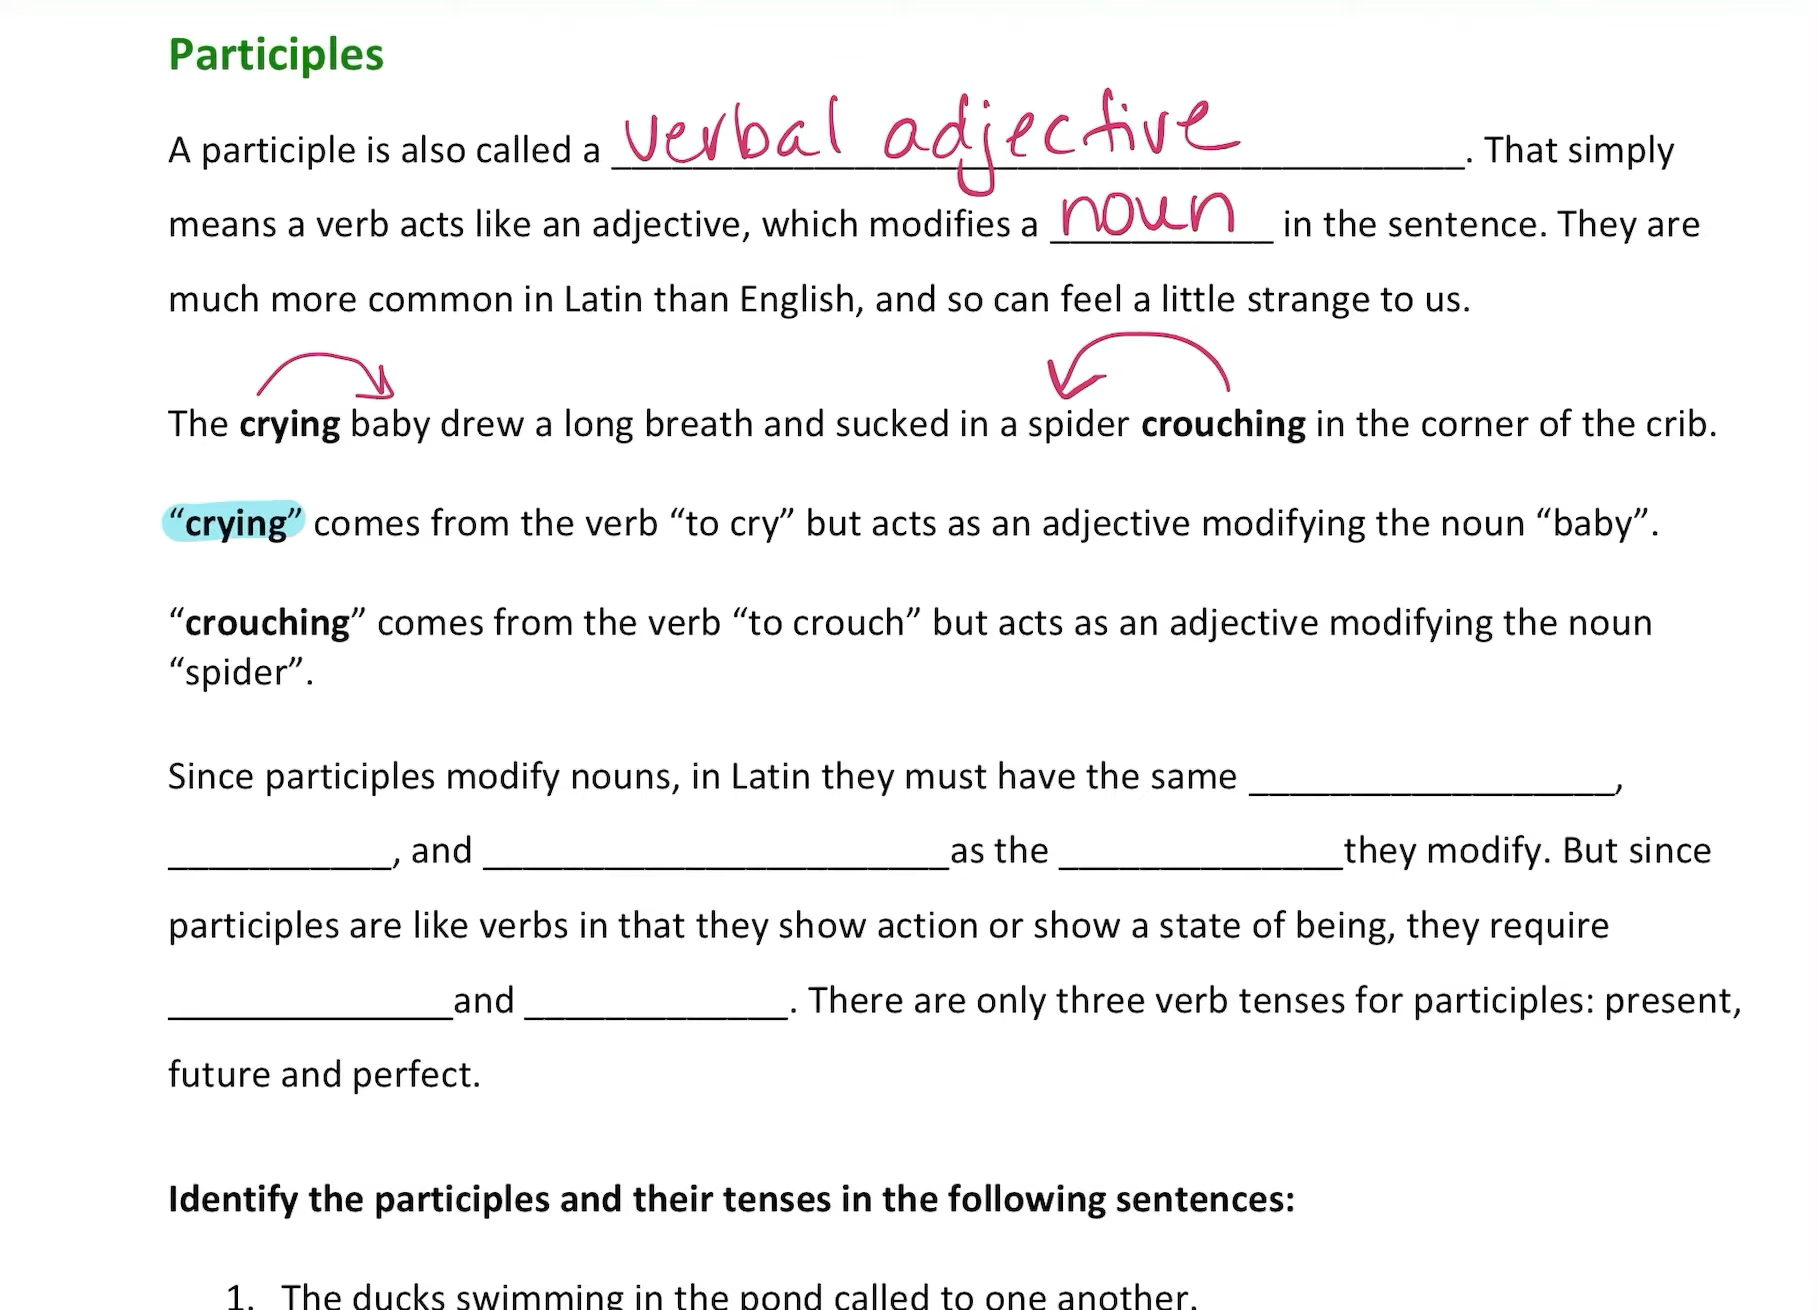 Participles
A participle is also called a verbal adjective. That simply
means a verb acts like an adjective, which modifies a noun in the sentence. They are
much more common in Latin than English, and so can feel a little strange to us.
The crying baby drew a long breath and sucked in a spider crouching in the corner of the crib.
“crying” comes from the verb “to cry” but acts as an adjective modifying the noun “baby”.
“crouching” comes from the verb “to crouch” but acts as an adjective modifying the noun
“spider”.
Since participles modify nouns, in Latin they must have the same __________________,
___________, and _______________________as the ______________they modify. But since
participles are like verbs in that they show action or show a state of being, they require
______________and _____________. There are only three verb tenses for participles: present,
future and perfect.
Identify the participles and their tenses in the following sentences:
1. The ducks swimming in the pond called to one another.